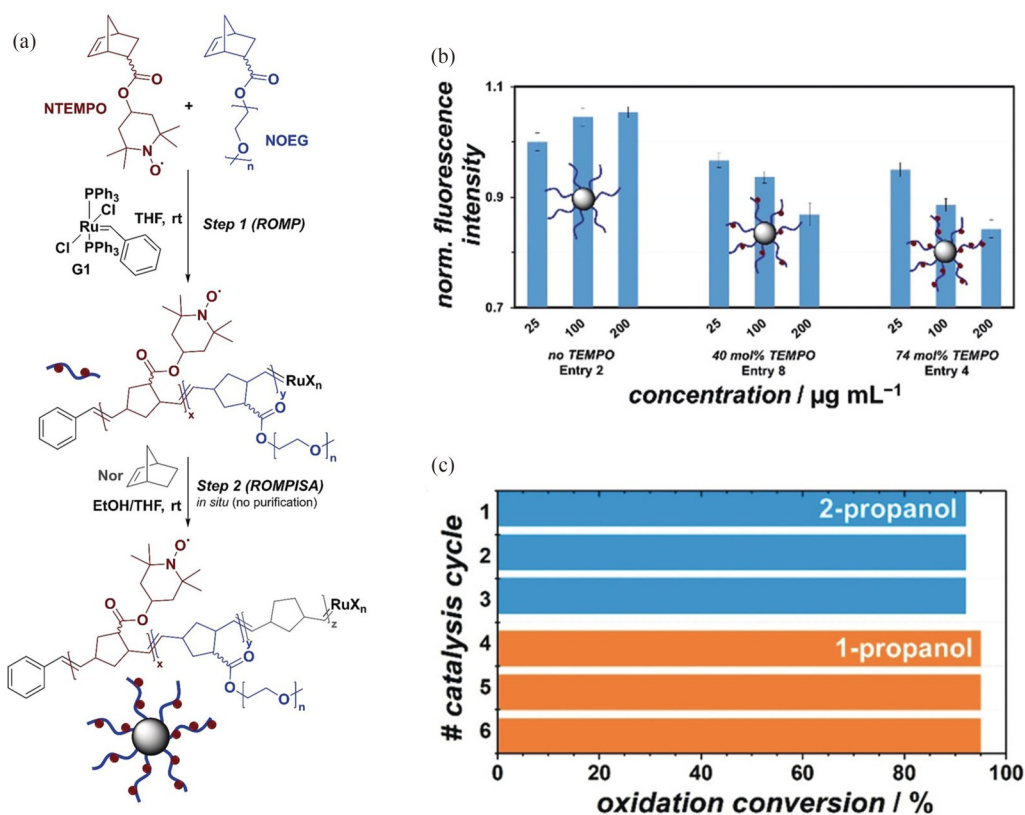 (a)
O
O
NTEMPO
+
N
O•
O
O
NOEG
O
n
PPh3
Cl
Ru
Cl
PPh3
G1
THF, rt
Step 1 (ROMP)
O•
N
O
O
RuXn
x
y
O
O
O
n
Nor
EtOH/THF, rt
Step 2 (ROMPISA)
in situ (no purification)
O•
N
O
O
RuXn
x
y
z
O
O
O
n
(b)
norm. fluorescence
intensity
1.1
1.0
0.9
0.7
25
100
200
25
100
200
25
100
200
no TEMPO
Entry 2
40 mol% TEMPO
Entry 8
74 mol% TEMPO
Entry 4
concentration / µg mL–1
(c)
# catalysis cycle
1
2
3
4
5
6
2-propanol
1-propanol
0
20
40
60
80
100
oxidation conversion / %